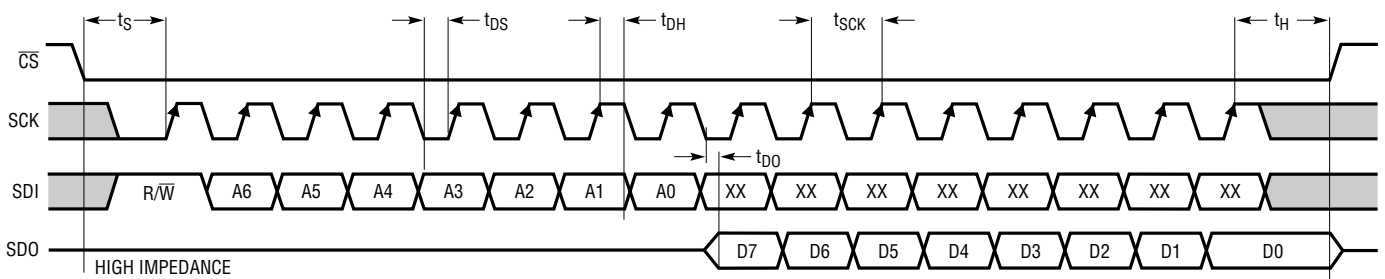 tS tDS tDH tSCK tH
CS
SCK
tDO
SDI R/W A6 A5 A4 A3 A2 A1 A0 XX XX XX XX XX XX XX XX
SDO D7 D6 D5 D4 D3 D2 D1 D0
HIGH IMPEDANCE